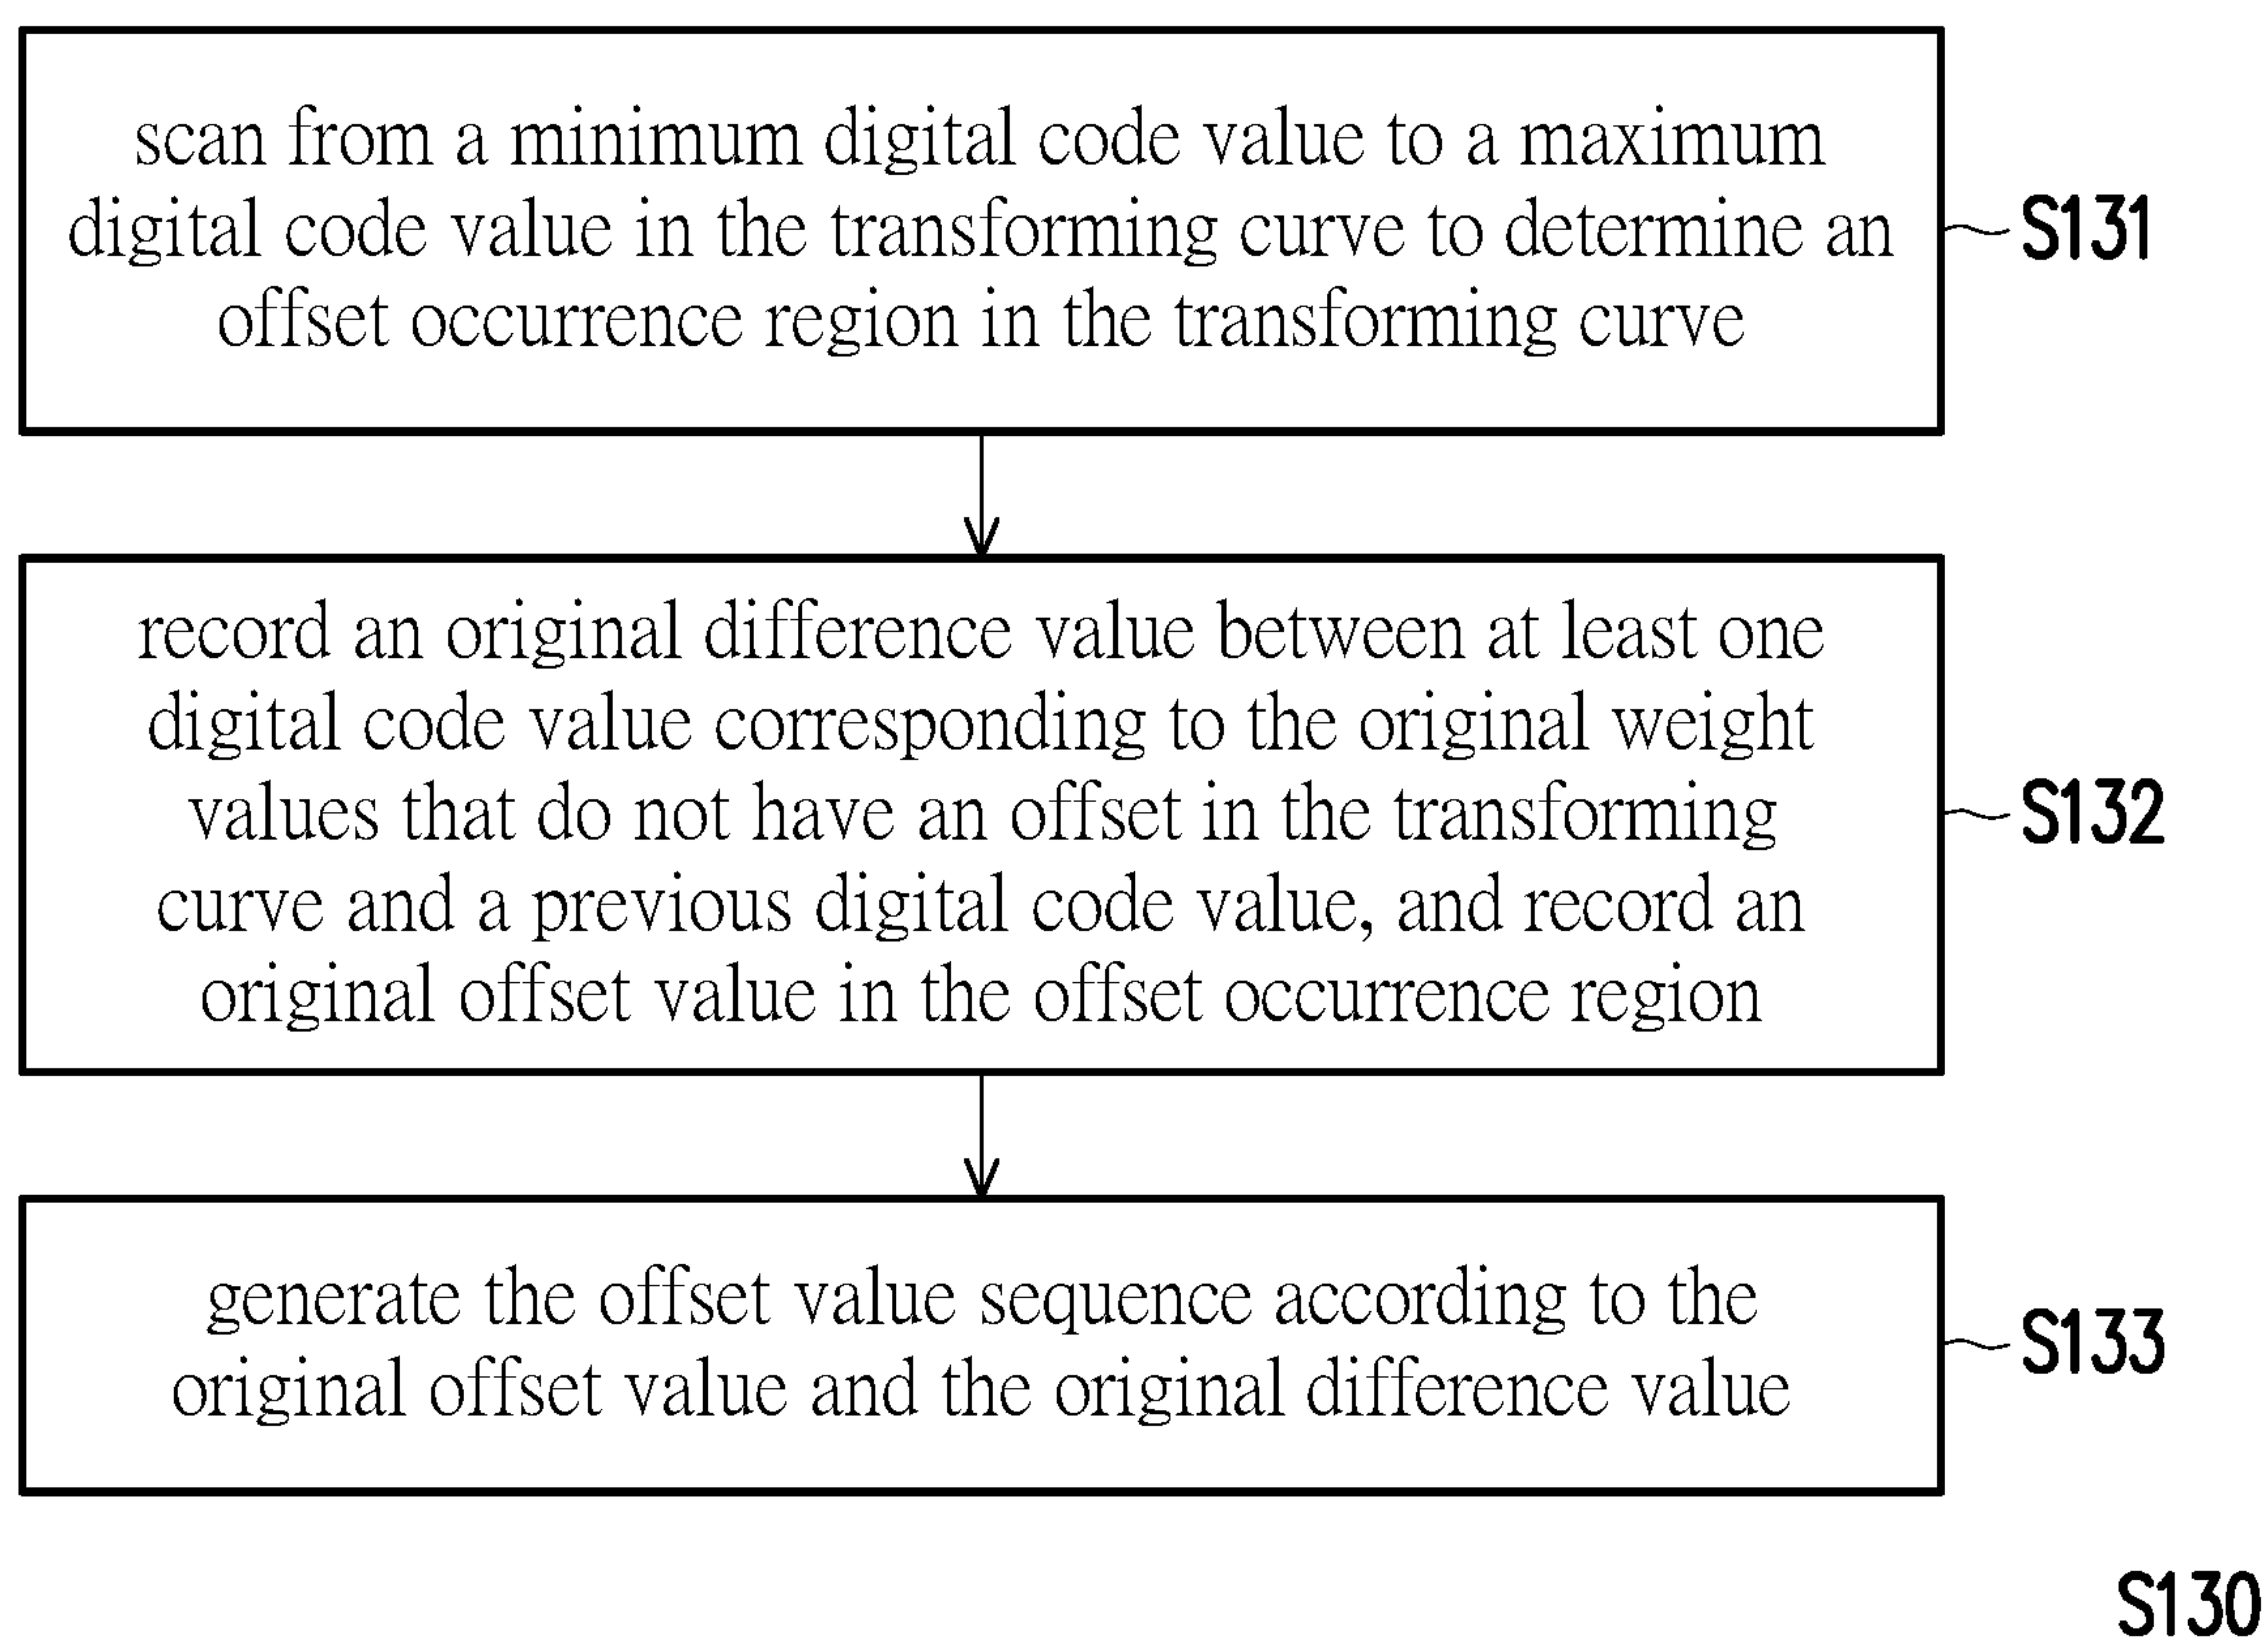 scan from a minimum digital code value to a maximum
digital code value in the transforming curve to determine an
offset occurrence region in the transforming curve
S131
record an original difference value between at least one
digital code value corresponding to the original weight
values that do not have an offset in the transforming
curve and a previous digital code value, and record an
original offset value in the offset occurrence region
S132
generate the offset value sequence according to the
original offset value and the original difference value
S133
S130